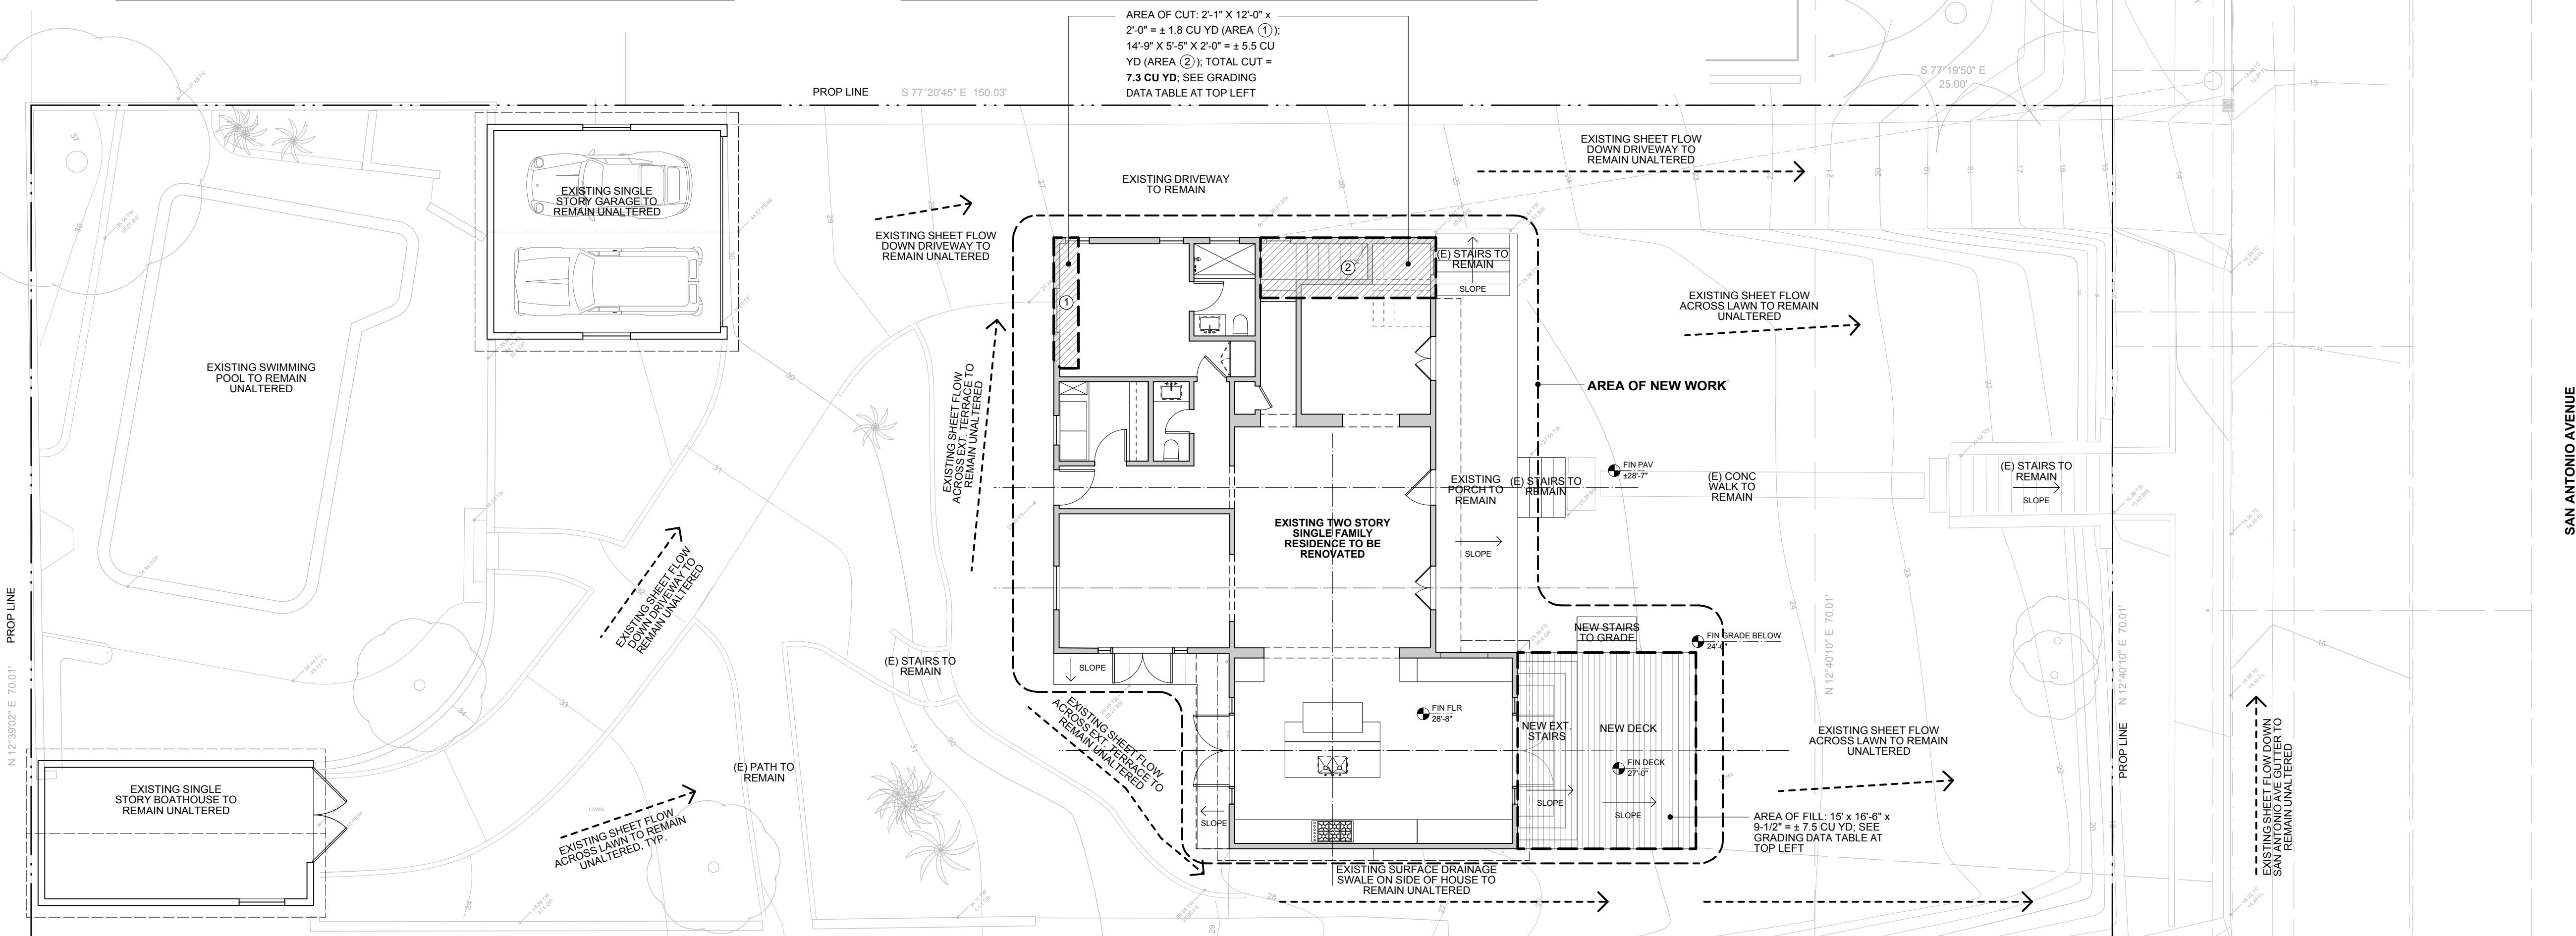 AREA OF CUT: 2'-1" X 12'-0" x
2'-0" = ± 1.8 CU YD (AREA 1);
14'-9" X 5'-5" X 2'-0" = ± 5.5 CU
YD (AREA 2); TOTAL CUT =
7.3 CU YD; SEE GRADING
DATA TABLE AT TOP LEFT
PROP LINE
S 77°20'45" E 150.03'
S 77°19'50" E
25.00'
EXISTING SHEET FLOW
DOWN DRIVEWAY TO
REMAIN UNALTERED
EXISTING DRIVEWAY
TO REMAIN
EXISTING SINGLE
STORY GARAGE TO
REMAIN UNALTERED
EXISTING SHEET FLOW
DOWN DRIVEWAY TO
REMAIN UNALTERED
(E) STAIRS TO
REMAIN
SLOPE
1
2
EXISTING SHEET FLOW
ACROSS LAWN TO REMAIN
UNALTERED
EXISTING SWIMMING
POOL TO REMAIN
UNALTERED
EXISTING SHEET FLOW
ACROSS EXT. TERRACE TO
REMAIN UNALTERED
AREA OF NEW WORK
SAN ANTONIO AVENUE
FIN PAV
±28'-7"
(E) CONC
WALK TO
REMAIN
(E) STAIRS TO
REMAIN
SLOPE
EXISTING
PORCH TO
REMAIN
(E) STAIRS TO
REMAIN
SLOPE
EXISTING TWO STORY
SINGLE FAMILY
RESIDENCE TO BE
RENOVATED
EXISTING SHEET FLOW
DOWN DRIVEWAY TO
REMAIN UNALTERED
PROP LINE
N 12°39'02" E 70.01'
(E) STAIRS TO
REMAIN
SLOPE
NEW STAIRS
TO GRADE
FIN GRADE BELOW
24'-6"
N 12°40'10" E 70.01'
N 12°40'10" E 70.01'
PROP LINE
EXISTING SHEET FLOW
ACROSS EXT. TERRACE TO
REMAIN UNALTERED
FIN FLR
28'-8"
NEW EXT.
STAIRS
NEW DECK
FIN DECK
27'-0"
SLOPE
SLOPE
SLOPE
EXISTING SHEET FLOW
ACROSS LAWN TO REMAIN
UNALTERED
EXISTING SHEET FLOW DOWN
SAN ANTONIO AVE GUTTER TO
REMAIN UNALTERED
(E) PATH TO
REMAIN
EXISTING SINGLE
STORY BOATHOUSE TO
REMAIN UNALTERED
LAWN
EXISTING SHEET FLOW
ACROSS LAWN TO REMAIN
UNALTERED, TYP.
AREA OF FILL: 15' x 16'-6" x
9-1/2" = ± 7.5 CU YD; SEE
GRADING DATA TABLE AT
TOP LEFT
EXISTING SURFACE DRAINAGE
SWALE ON SIDE OF HOUSE TO
REMAIN UNALTERED